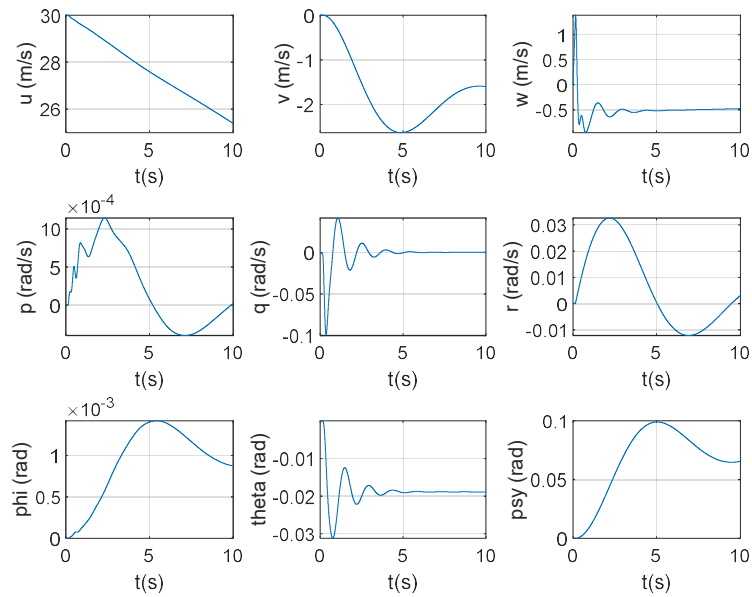 30
28
26
u (m/s)
0 5 10
t(s)
0
-1
-2
v (m/s)
0 5 10
t(s)
1
0.5
0
-0.5
w (m/s)
0 5 10
t(s)
×10⁻⁴
10
5
0
p (rad/s)
0 5 10
t(s)
0
-0.05
-0.1
q (rad/s)
0 5 10
t(s)
0.03
0.02
0.01
0
-0.01
r (rad/s)
0 5 10
t(s)
×10⁻³
1
0.5
0
phi (rad)
0 5 10
t(s)
-0.01
-0.02
-0.03
theta (rad)
0 5 10
t(s)
0.1
0.05
0
psy (rad)
0 5 10
t(s)